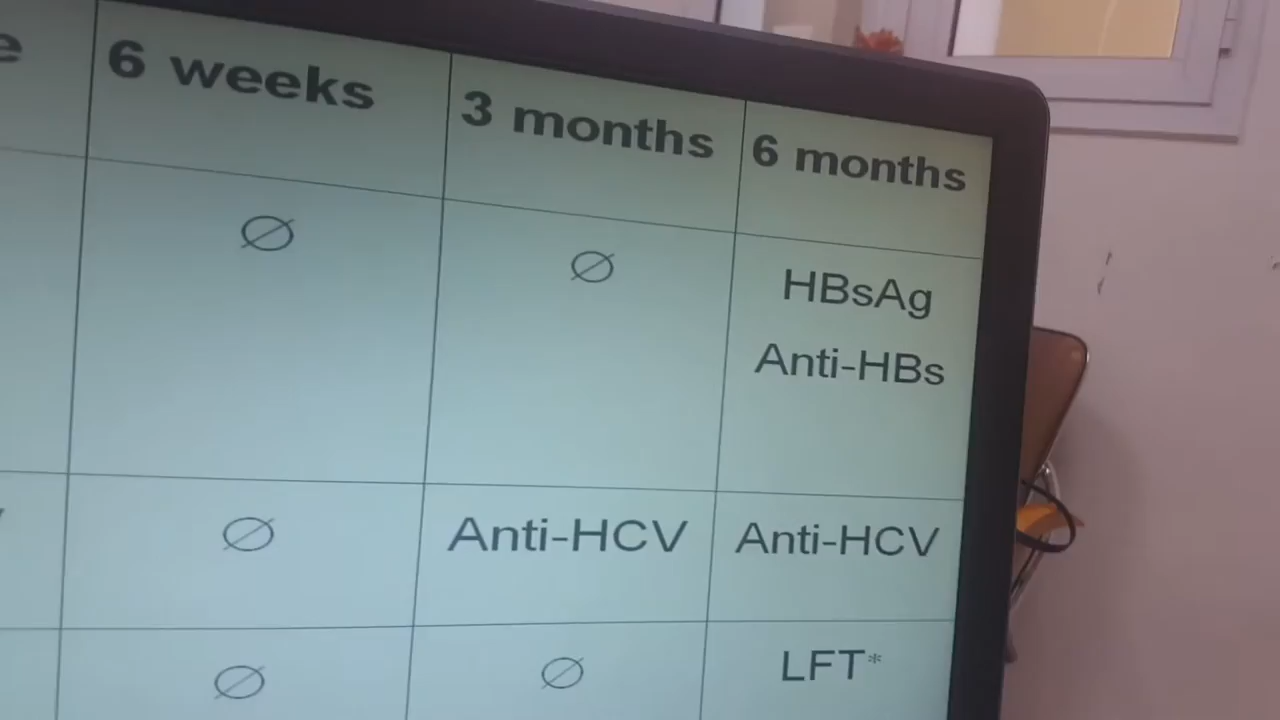 e 6 weeks 3 months 6 months
∅ ∅ HBsAg
Anti-HBs
∅ Anti-HCV Anti-HCV
∅ ∅ LFT*